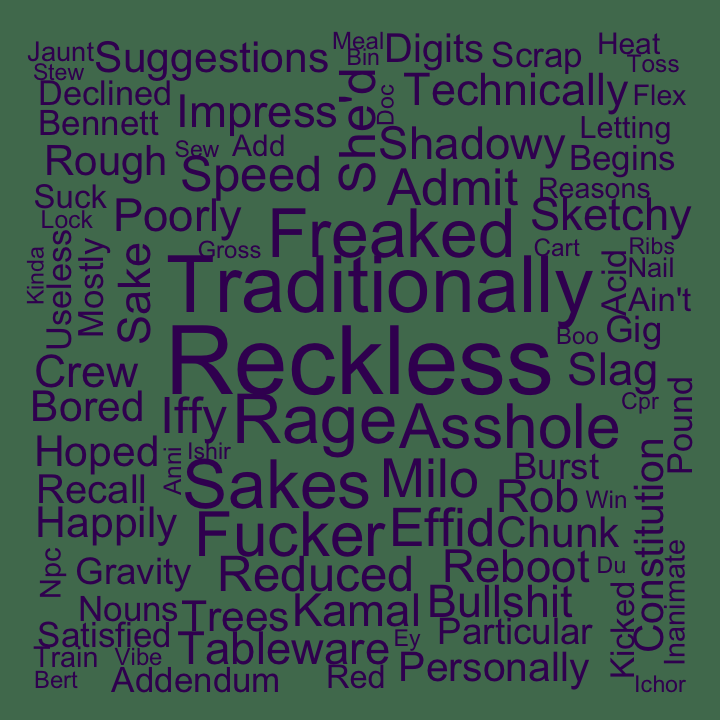 Jaunt Suggestions Meal Digits Scrap Heat
Stew Bin Toss
Declined Impress She'd Doc Technically Flex
Bennett Letting
Rough Sew Add Shadowy Begins
Suck Speed Admit Reasons
Lock Poorly Freaked Sketchy
Kinda Useless Mostly Sake Gross Cart Acid Ribs
Traditionally Nail
Ain't
Reckless Boo Gig
Crew Slag
Bored Iffy Rage Asshole Cpr Pound
Hoped Anni Ishir Burst
Recall Sakes Milo Rob Win Constitution
Happily Fucker Effid Chunk
Npc Gravity Reduced Reboot Du Inanimate
Nouns Trees Kamal Bullshit Kicked
Satisfied Tableware Ey Particular
Train Vibe Personally
Bert Addendum Red Ichor